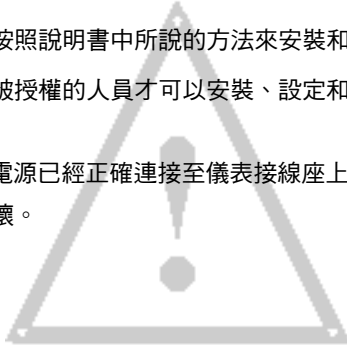 按照說明書中所說的方法來安裝和
被授權的人員才可以安裝、設定和
電源已經正確連接至儀表接線座上
壞。